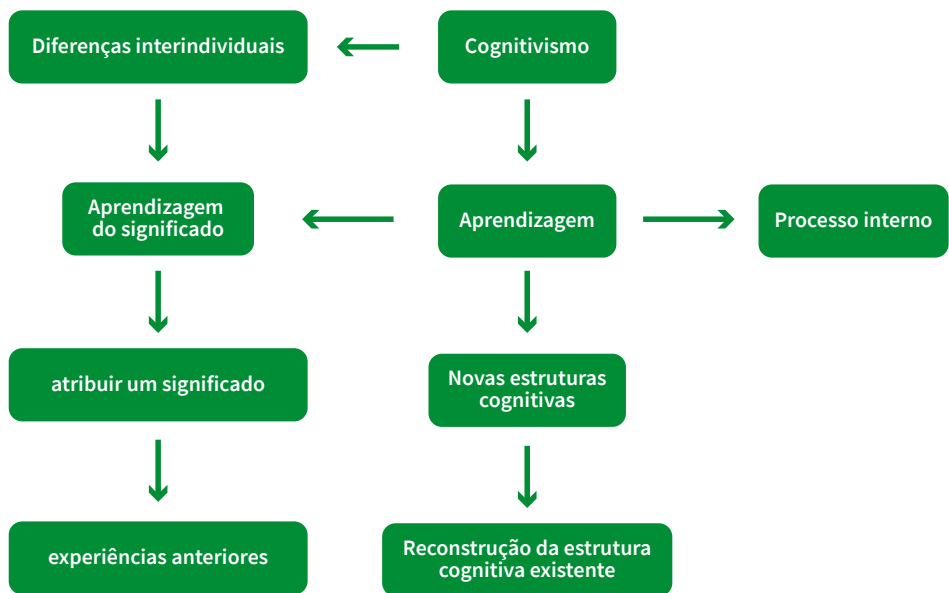 Diferenças interindividuais
Cognitivismo
Aprendizagem
do significado
Aprendizagem
Processo interno
atribuir um significado
Novas estruturas
cognitivas
experiências anteriores
Reconstrução da estrutura
cognitiva existente